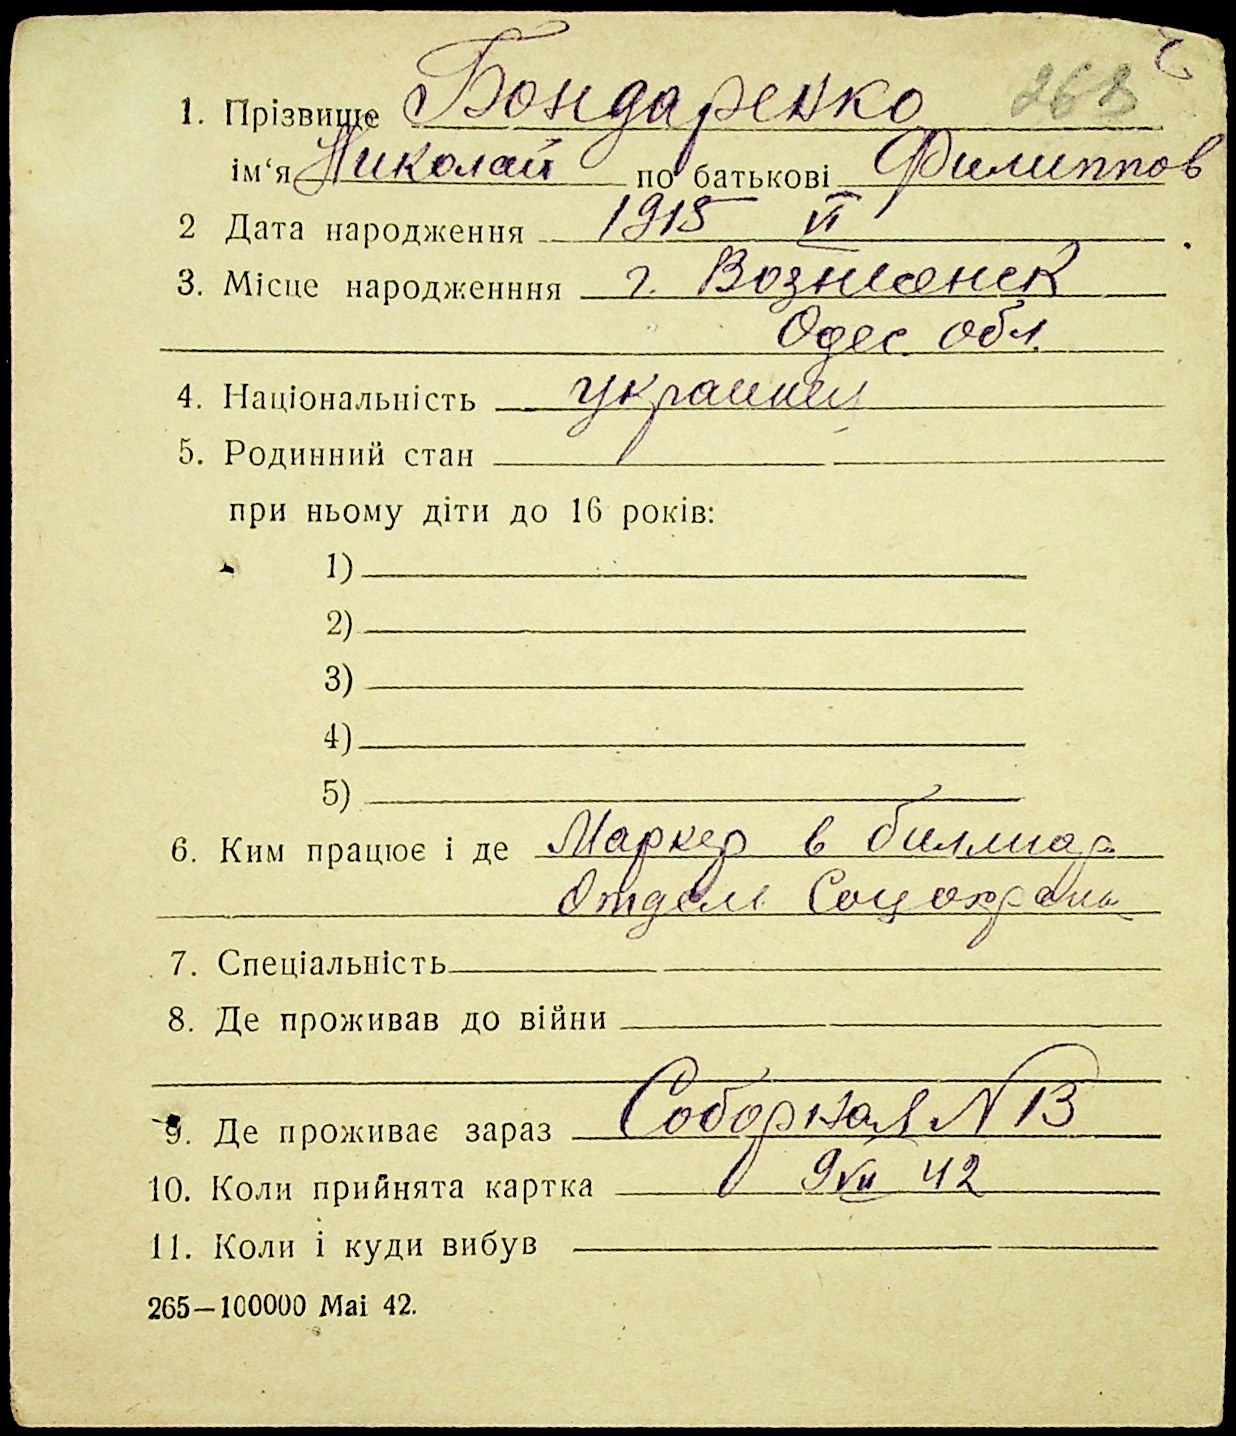 268
1. Прізвище Бондаренко
ім‘я Николай по батькові Филиппов
2 Дата народження 1915 VI
3. Місце народженння г. Вознесенск
Одес. обл.
4. Національність украинец
5. Родинний стан
при ньому діти до 16 років:
1)
2)
3)
4)
5)
6. Ким працює і де Маркер в биллиар.
Отдел Соцохраны
7. Спеціальність
8. Де проживав до війни
9. Де проживає зараз Соборная N 13
10. Коли прийнята картка 9 VII 42
11. Коли і куди вибув
265—100000 Маі 42.